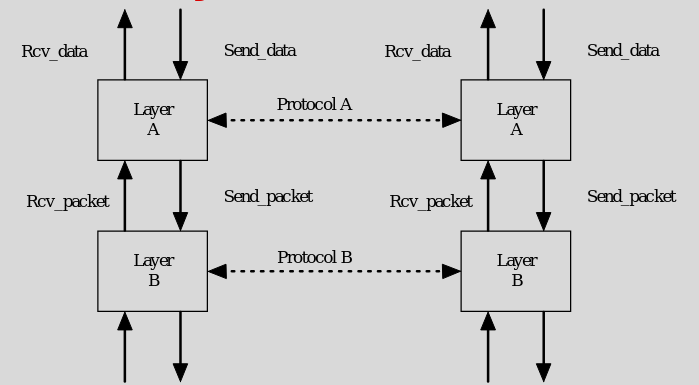 Rcv_data
Send_data
Rcv_data
Send_data
Layer
A
Protocol A
Layer
A
Rcv_packet
Send_packet
Rcv_packet
Send_packet
Layer
B
Protocol B
Layer
B